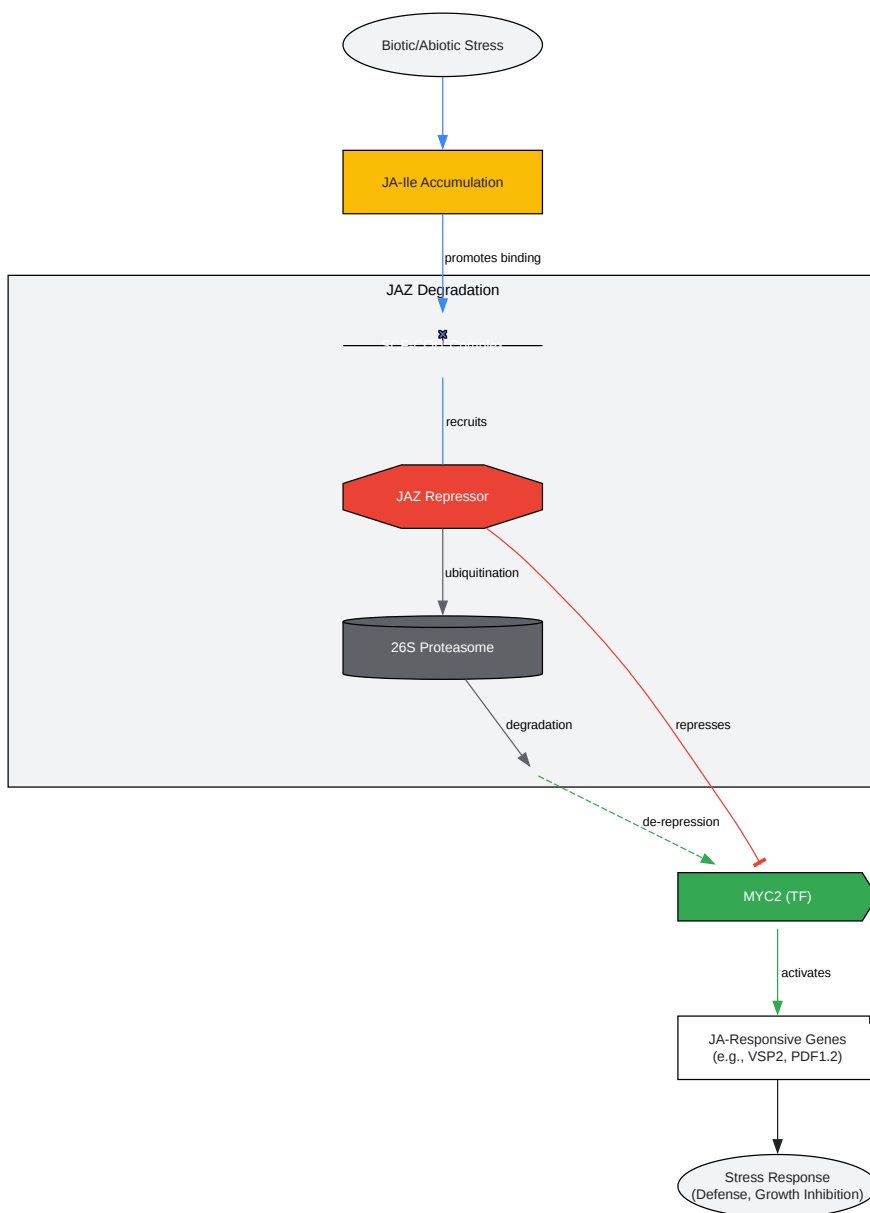 Biotic/Abiotic Stress
JA-Ile Accumulation
promotes binding
JAZ Degradation
recruits
JAZ Repressor
ubiquitination
26S Proteasome
degradation
represses
de-repression
MYC2 (TF)
activates
JA-Responsive Genes
(e.g., VSP2, PDF1.2)
Stress Response
(Defense, Growth Inhibition)